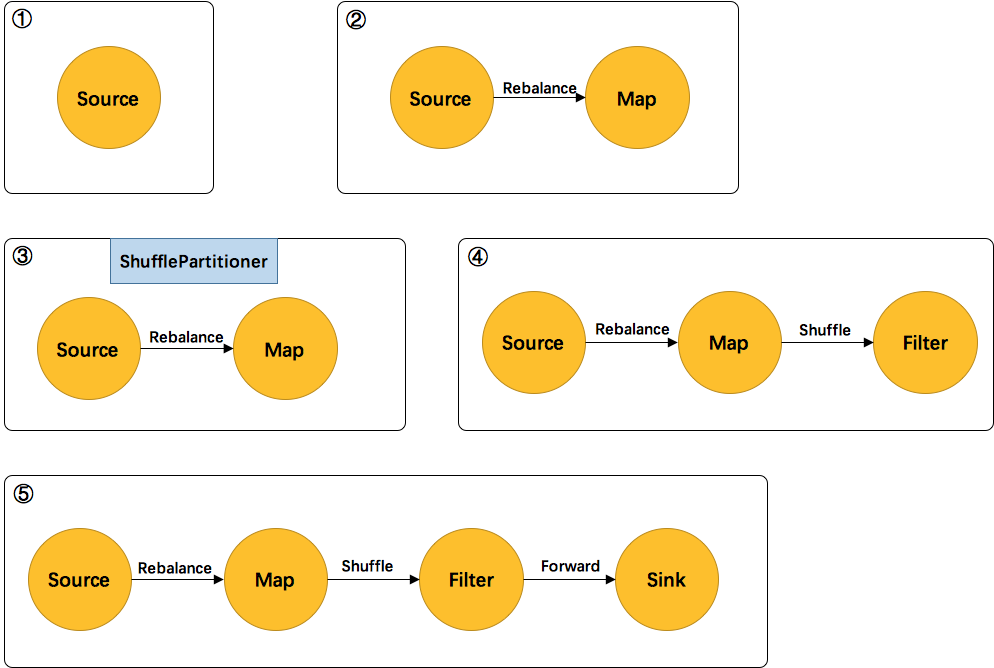 ①
Source
②
Source
Rebalance
Map
③
ShufflePartitioner
Source
Rebalance
Map
④
Source
Rebalance
Map
Shuffle
Filter
⑤
Source
Rebalance
Map
Shuffle
Filter
Forward
Sink